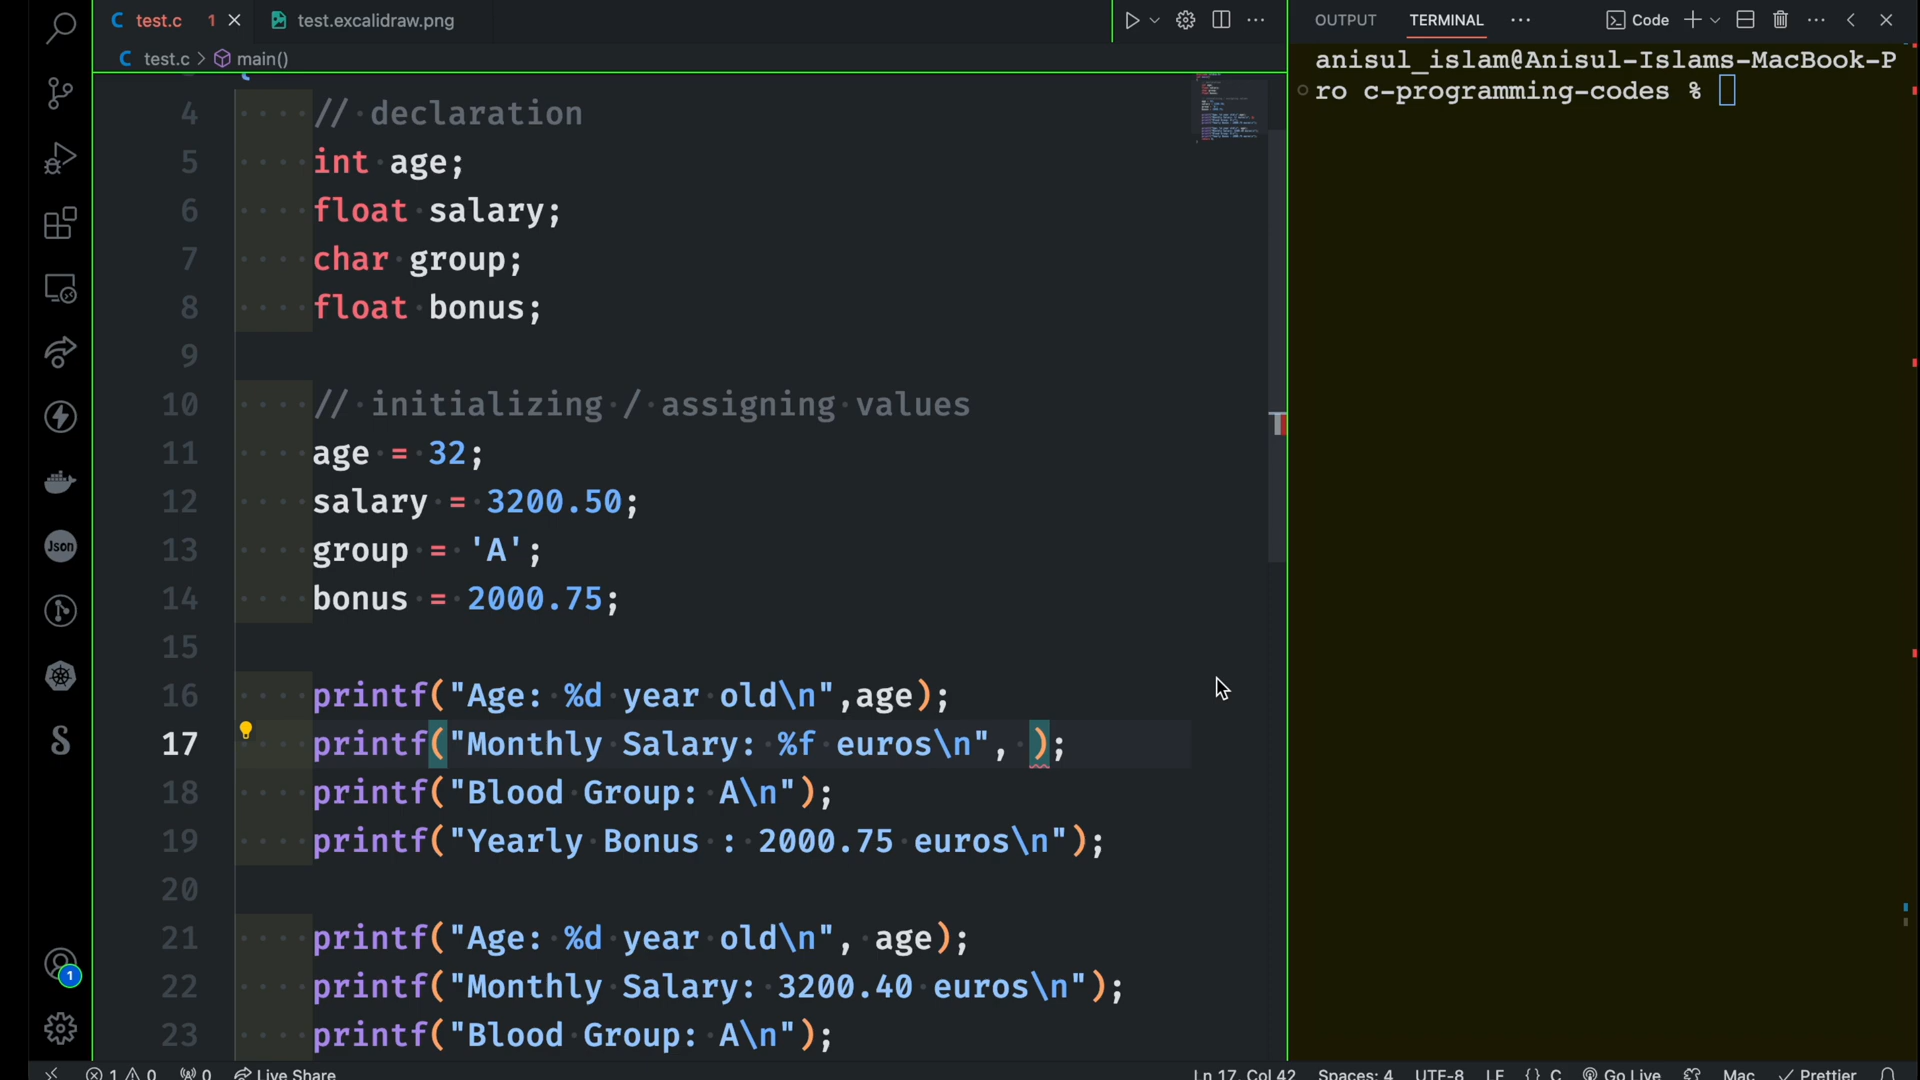 test.c 1
test.excalidraw.png
OUTPUT TERMINAL Code
test.c > main()
anisul_islam@Anisul-Islams-MacBook-P
ro c-programming-codes %
4 // declaration
5 int age;
6 float salary;
7 char group;
8 float bonus;
9
10 // initializing / assigning values
11 age = 32;
12 salary = 3200.50;
13 group = 'A';
14 bonus = 2000.75;
15
16 printf("Age: %d year old\n",age);
17 printf("Monthly Salary: %f euros\n", );
18 printf("Blood Group: A\n");
19 printf("Yearly Bonus : 2000.75 euros\n");
20
21 printf("Age: %d year old\n", age);
22 printf("Monthly Salary: 3200.40 euros\n");
23 printf("Blood Group: A\n");
Json
1
1 0 0 Live Share Ln 17, Col 42 Spaces: 4 UTF-8 LF {} C Go Live Mac Prettier